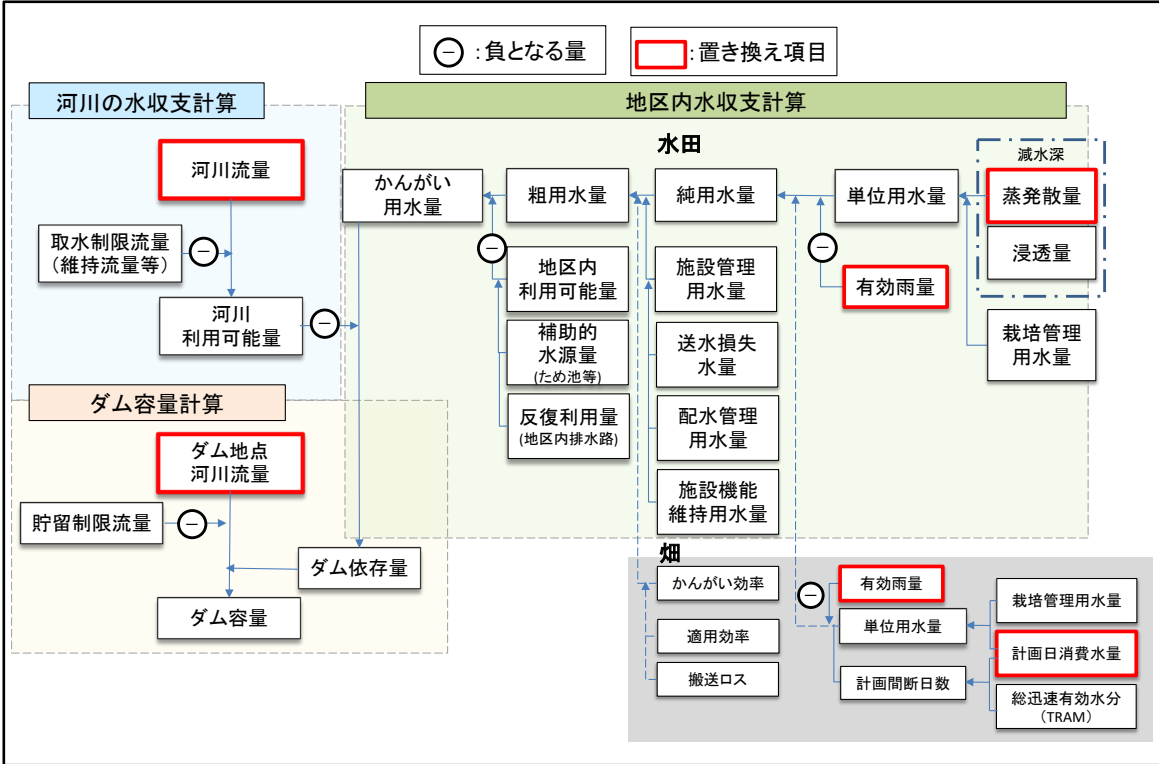 － :負となる量
:置き換え項目
河川の水収支計算
地区内水収支計算
河川流量
取水制限流量
（維持流量等）
－
河川
利用可能量
－
水田
減水深
かんがい
用水量
粗用水量
純用水量
単位用水量
蒸発散量
浸透量
－
地区内
利用可能量
補助的
水源量
(ため池等)
反復利用量
(地区内排水路)
施設管理
用水量
送水損失
水量
配水管理
用水量
施設機能
維持用水量
－
有効雨量
栽培管理
用水量
ダム容量計算
ダム地点
河川流量
貯留制限流量
－
ダム依存量
ダム容量
畑
かんがい効率
適用効率
搬送ロス
－
有効雨量
単位用水量
計画間断日数
栽培管理用水量
計画日消費水量
総迅速有効水分
（TRAM）